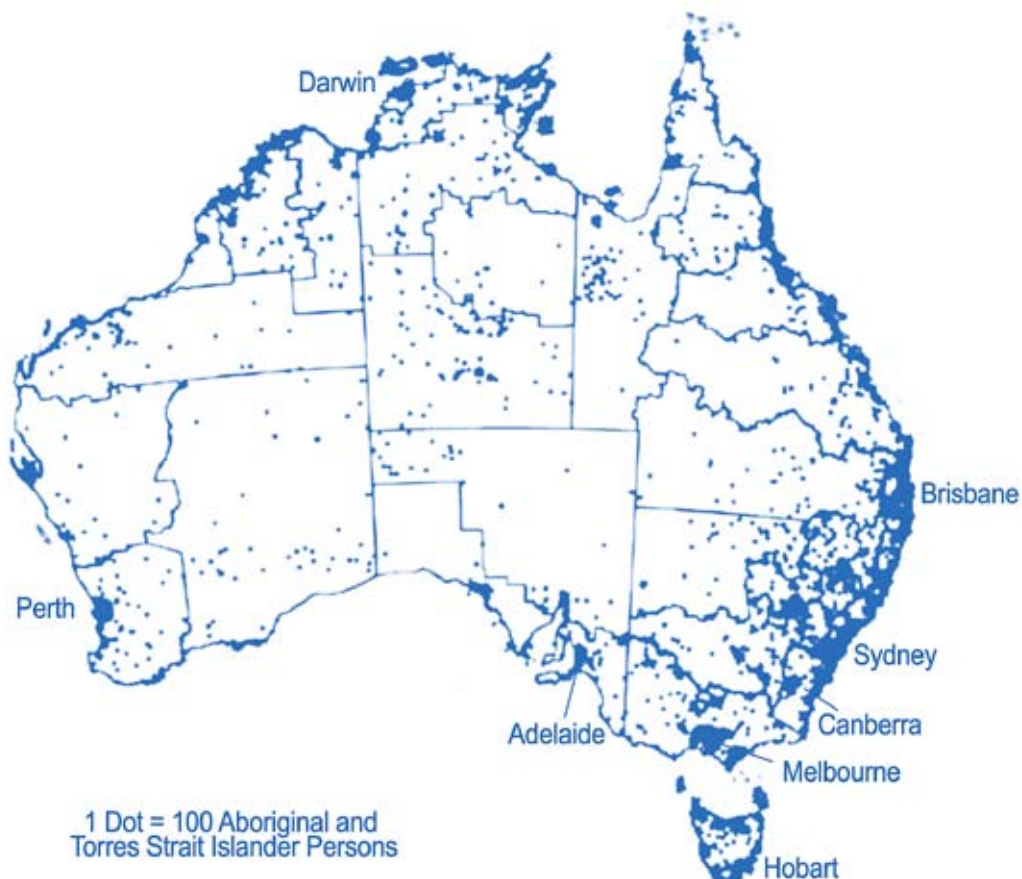 Darwin
Brisbane
Perth
Sydney
Adelaide
Canberra
Melbourne
1 Dot = 100 Aboriginal and
Torres Strait Islander Persons
Hobart